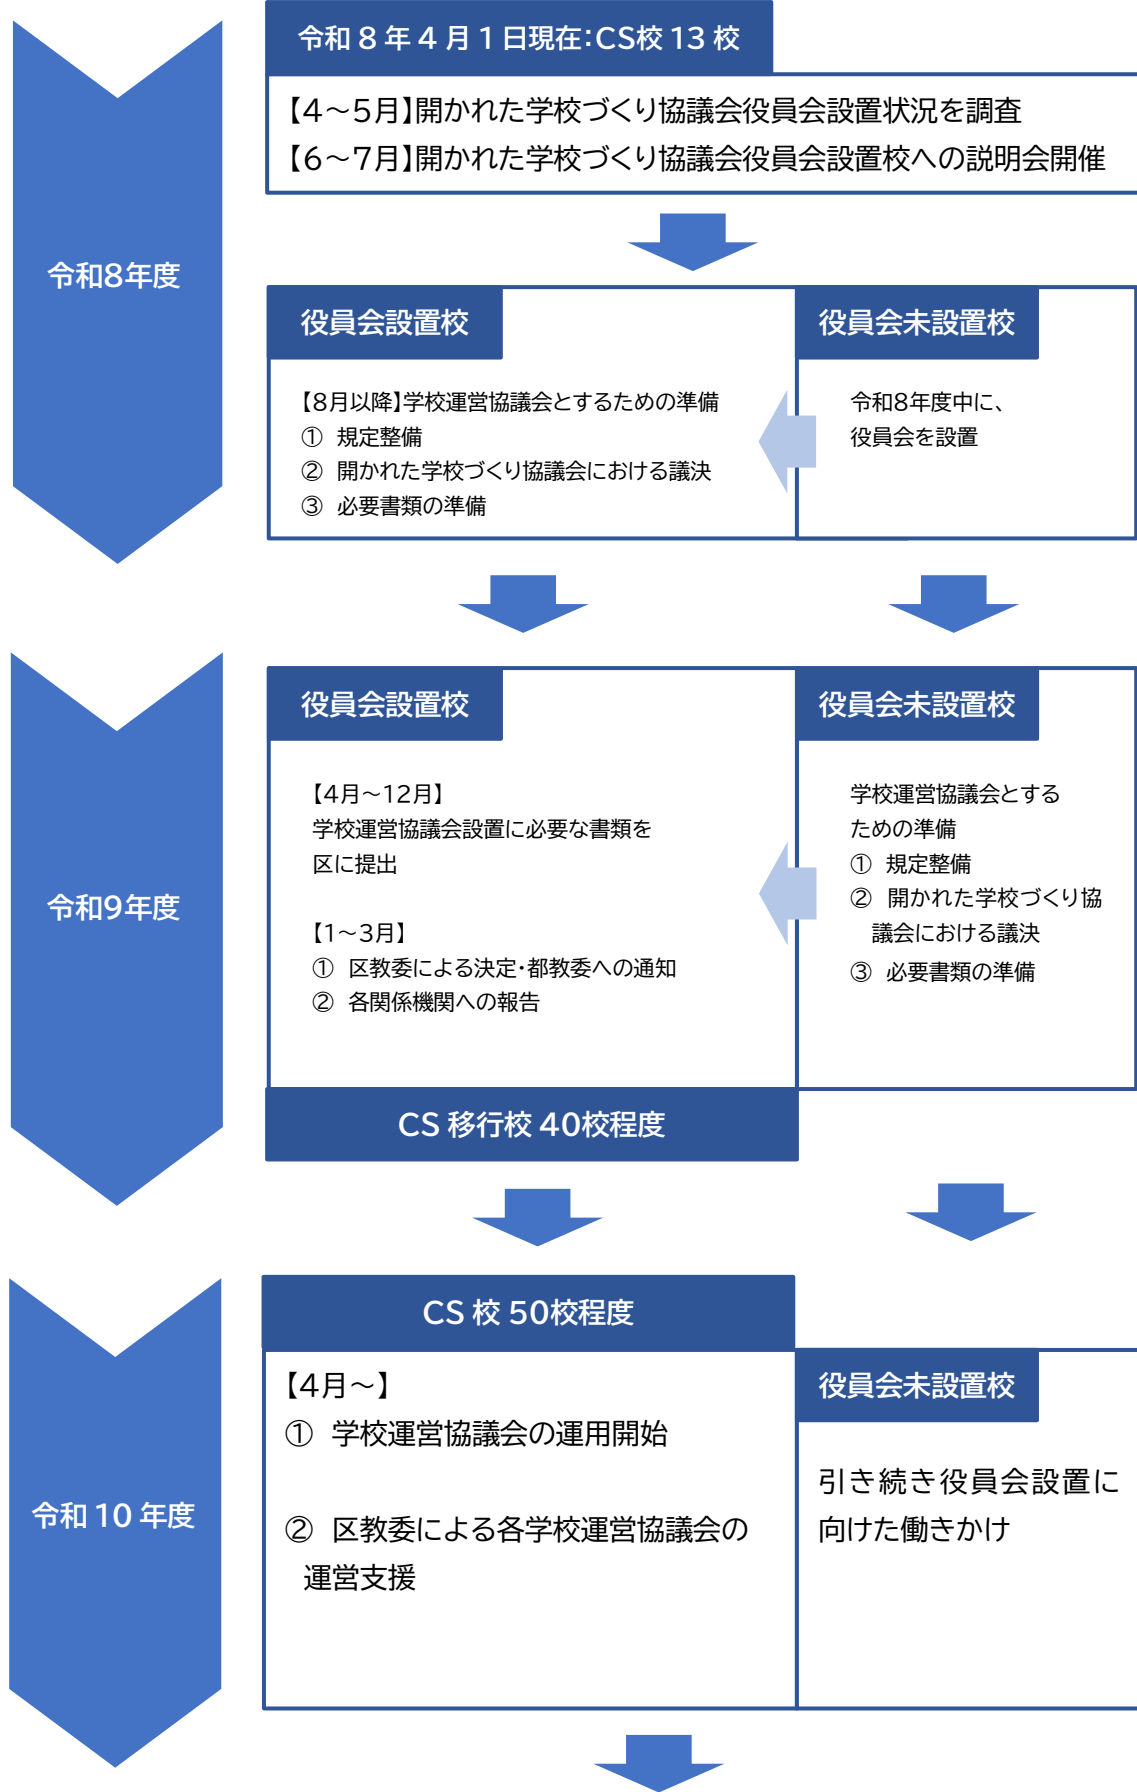 令和8年4月1日現在：CS校 13 校
【4～5月】開かれた学校づくり協議会役員会設置状況を調査
【6～7月】開かれた学校づくり協議会役員会設置校への説明会開催
令和8年度
役員会設置校
【8月以降】学校運営協議会とするための準備
① 規定整備
② 開かれた学校づくり協議会における議決
③ 必要書類の準備
役員会未設置校
令和8年度中に、
役員会を設置
令和9年度
役員会設置校
【4月～12月】
学校運営協議会設置に必要な書類を
区に提出
【1～3月】
① 区教委による決定・都教委への通知
② 各関係機関への報告
CS 移行校 40校程度
役員会未設置校
学校運営協議会とする
ための準備
① 規定整備
② 開かれた学校づくり協
議会における議決
③ 必要書類の準備
令和 10 年度
CS 校 50校程度
【4月～】
① 学校運営協議会の運用開始
② 区教委による各学校運営協議会の
運営支援
役員会未設置校
引き続き役員会設置に
向けた働きかけ